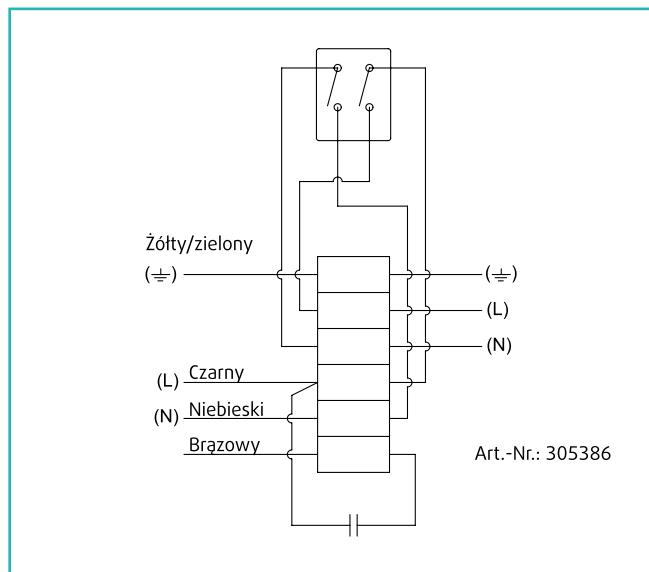 Żółty/zielony
(⏚) (⏚)
(L)
(N)
(L) Czarny
(N) Niebieski
Brązowy
Art.-Nr.: 305386